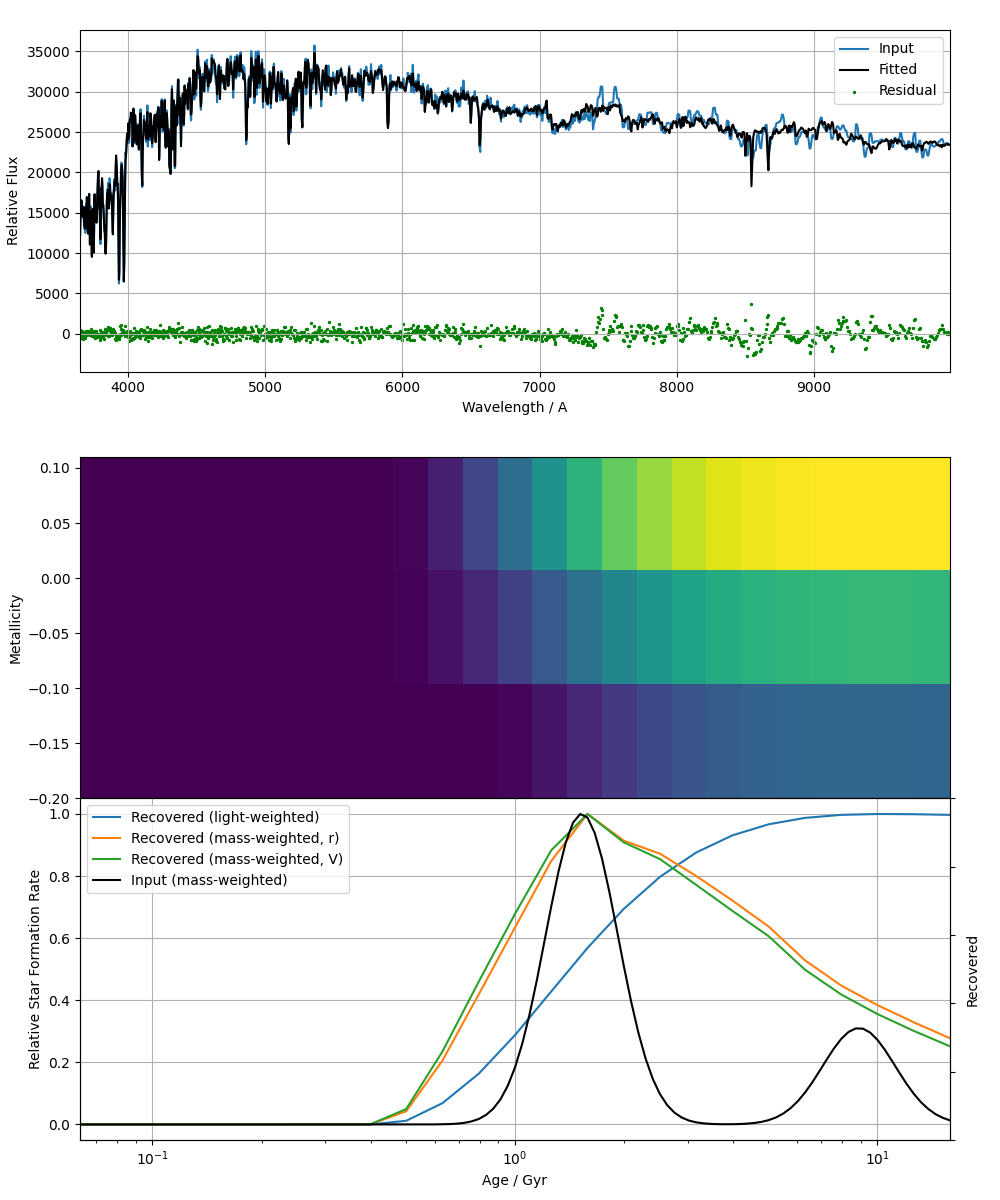 35000
30000
25000
20000
15000
10000
5000
0
Relative Flux
Input
Fitted
Residual
4000 5000 6000 7000 8000 9000
Wavelength / A
0.10
0.05
0.00
−0.05
−0.10
−0.15
−0.20
Metallicity
1.0
0.8
0.6
0.4
0.2
0.0
Relative Star Formation Rate
Recovered (light-weighted)
Recovered (mass-weighted, r)
Recovered (mass-weighted, V)
Input (mass-weighted)
Recovered
10⁻¹ 10⁰ 10¹
Age / Gyr